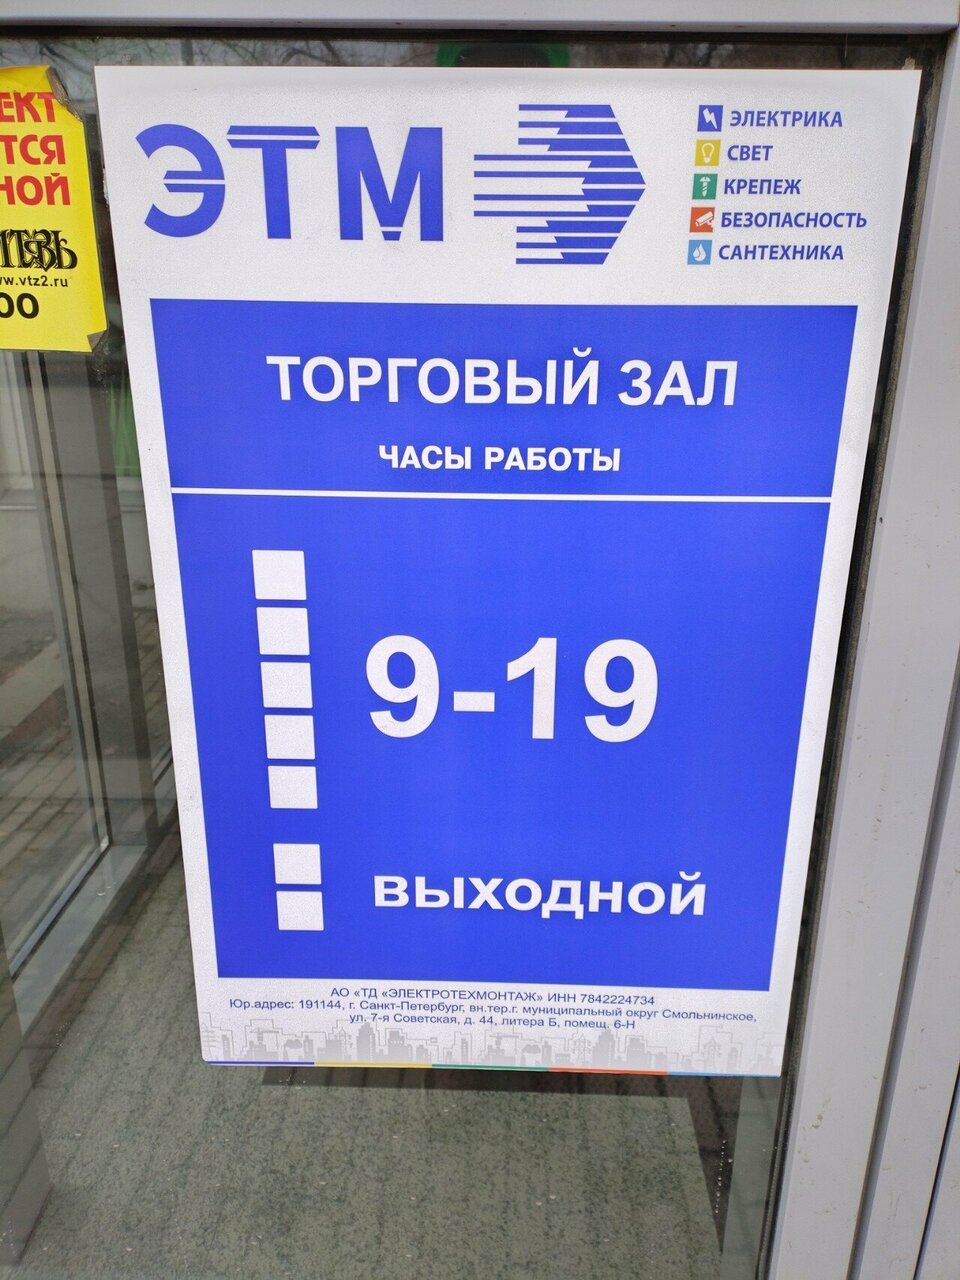 ЭТМ
ЭЛЕКТРИКА
СВЕТ
КРЕПЕЖ
БЕЗОПАСНОСТЬ
САНТЕХНИКА
ТОРГОВЫЙ ЗАЛ
ЧАСЫ РАБОТЫ
9-19
ВЫХОДНОЙ
АО «ТД «ЭЛЕКТРОТЕХМОНТАЖ» ИНН 7842224734
Юр.адрес: 191144, г. Санкт-Петербург, вн.тер.г. муниципальный округ Смольнинское,
ул. 7-я Советская, д. 44, литера Б, помещ. 6-Н
ЕКТ
ТСЯ
НОЙ
ИТЯЗЬ
w.vtz2.ru
00